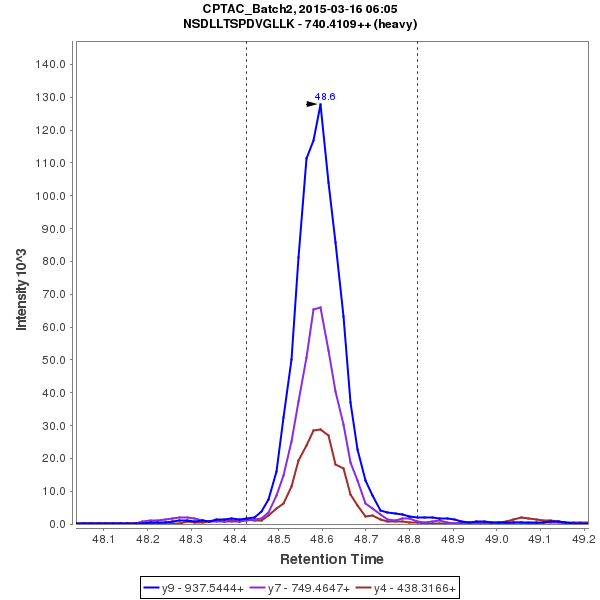 CPTAC_Batch2, 2015-03-16 06:05
NSDLLTSPDVGLLK - 740.4109++ (heavy)
140.0
130.0
120.0
110.0
100.0
90.0
80.0
70.0
60.0
50.0
40.0
30.0
20.0
10.0
0.0
Intensity 10^3
48.6
48.1 48.2 48.3 48.4 48.5 48.6 48.7 48.8 48.9 49.0 49.1 49.2
Retention Time
y9 - 937.5444+ y7 - 749.4647+ y4 - 438.3166+